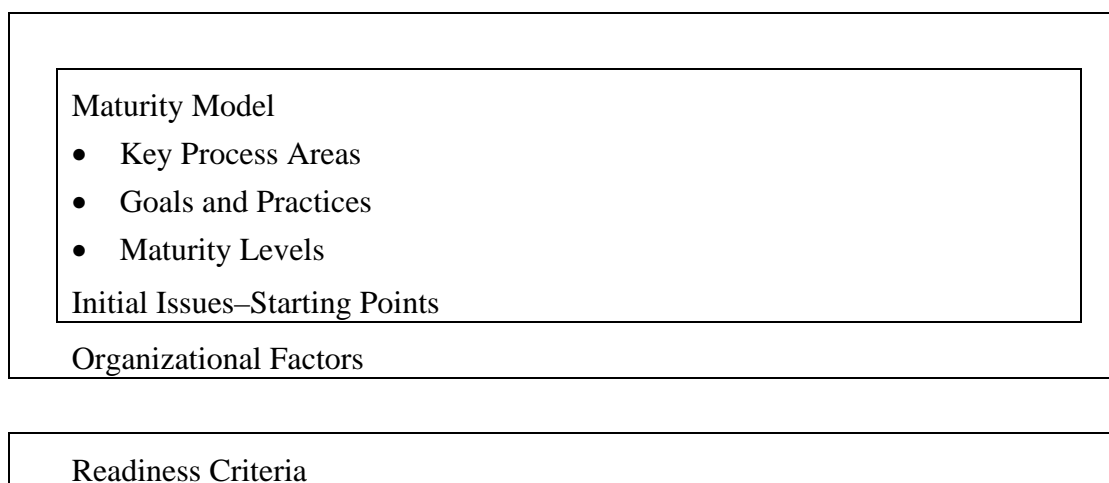 Maturity Model
• Key Process Areas
• Goals and Practices
• Maturity Levels
Initial Issues–Starting Points
Organizational Factors
Readiness Criteria